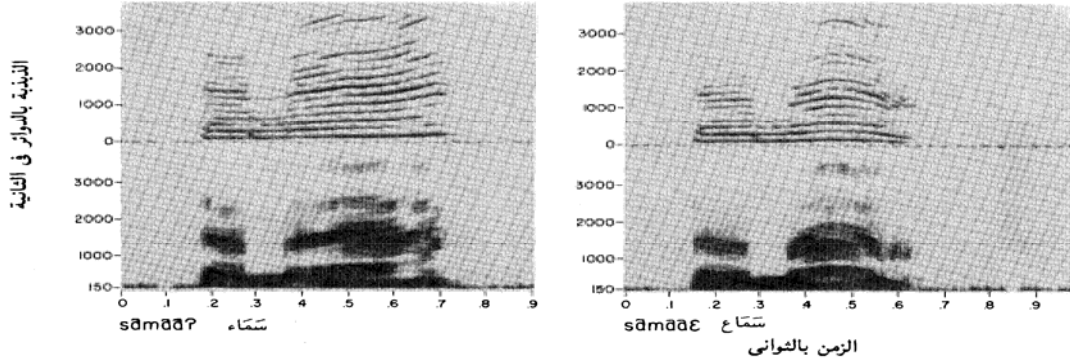 3000 3000
2000 2000
1000 1000
0 0
الذبذبة بالدوائر فى الثانية
3000 3000
2000 2000
1000 1000
150 150
0 .1 .2 .3 .4 .5 .6 .7 .8 .9 0 .1 .2 .3 .4 .5 .6 .7 .8 .9
samaaʔ سَمَاء samaaɛ سَمَاع
الزمن بالثوانى